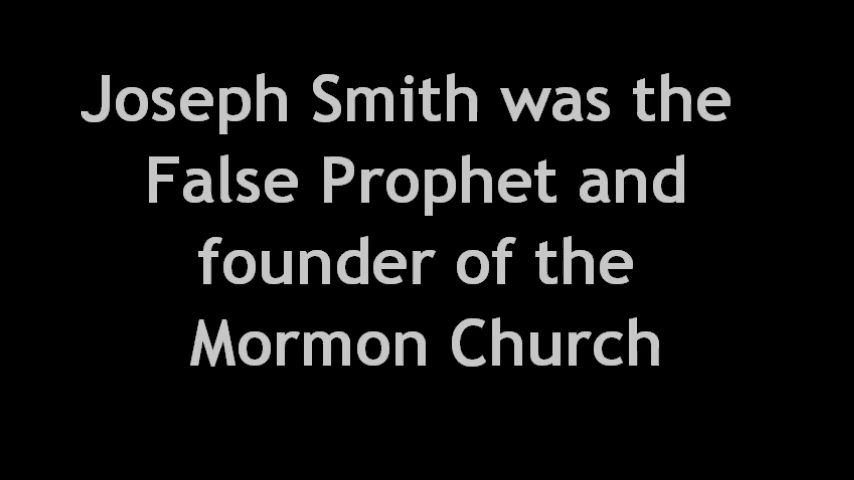 Joseph Smith was the
False Prophet and
founder of the
Mormon Church